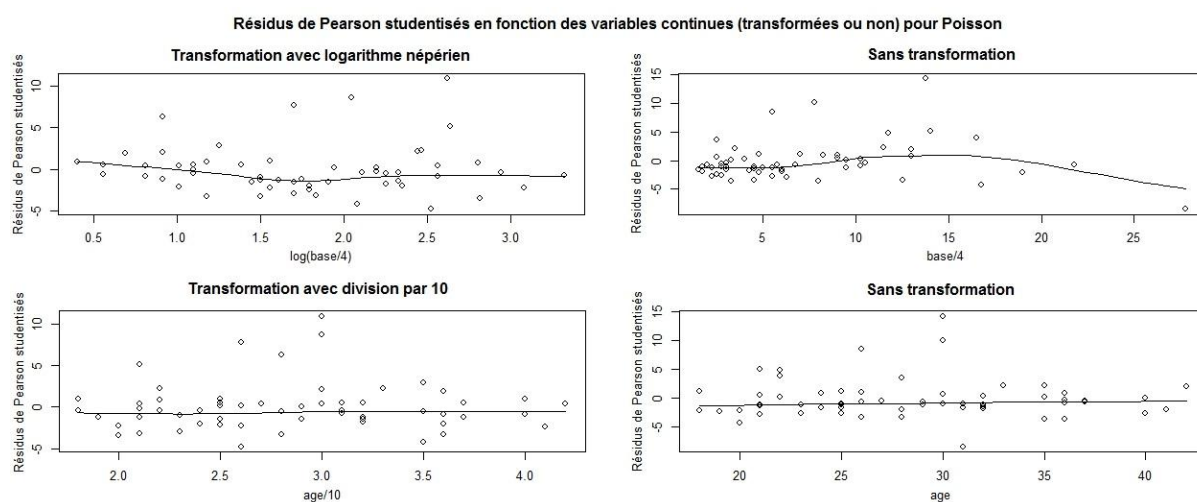 Résidus de Pearson studentisés en fonction des variables continues (transformées ou non) pour Poisson
Transformation avec logarithme népérien
Résidus de Pearson studentisés
10
5
0
-5
0.5 1.0 1.5 2.0 2.5 3.0
log(base/4)
Sans transformation
Résidus de Pearson studentisés
15
10
5
0
-5
5 10 15 20 25
base/4
Transformation avec division par 10
Résidus de Pearson studentisés
10
5
0
-5
2.0 2.5 3.0 3.5 4.0
age/10
Sans transformation
Résidus de Pearson studentisés
15
10
5
0
-5
20 25 30 35 40
age